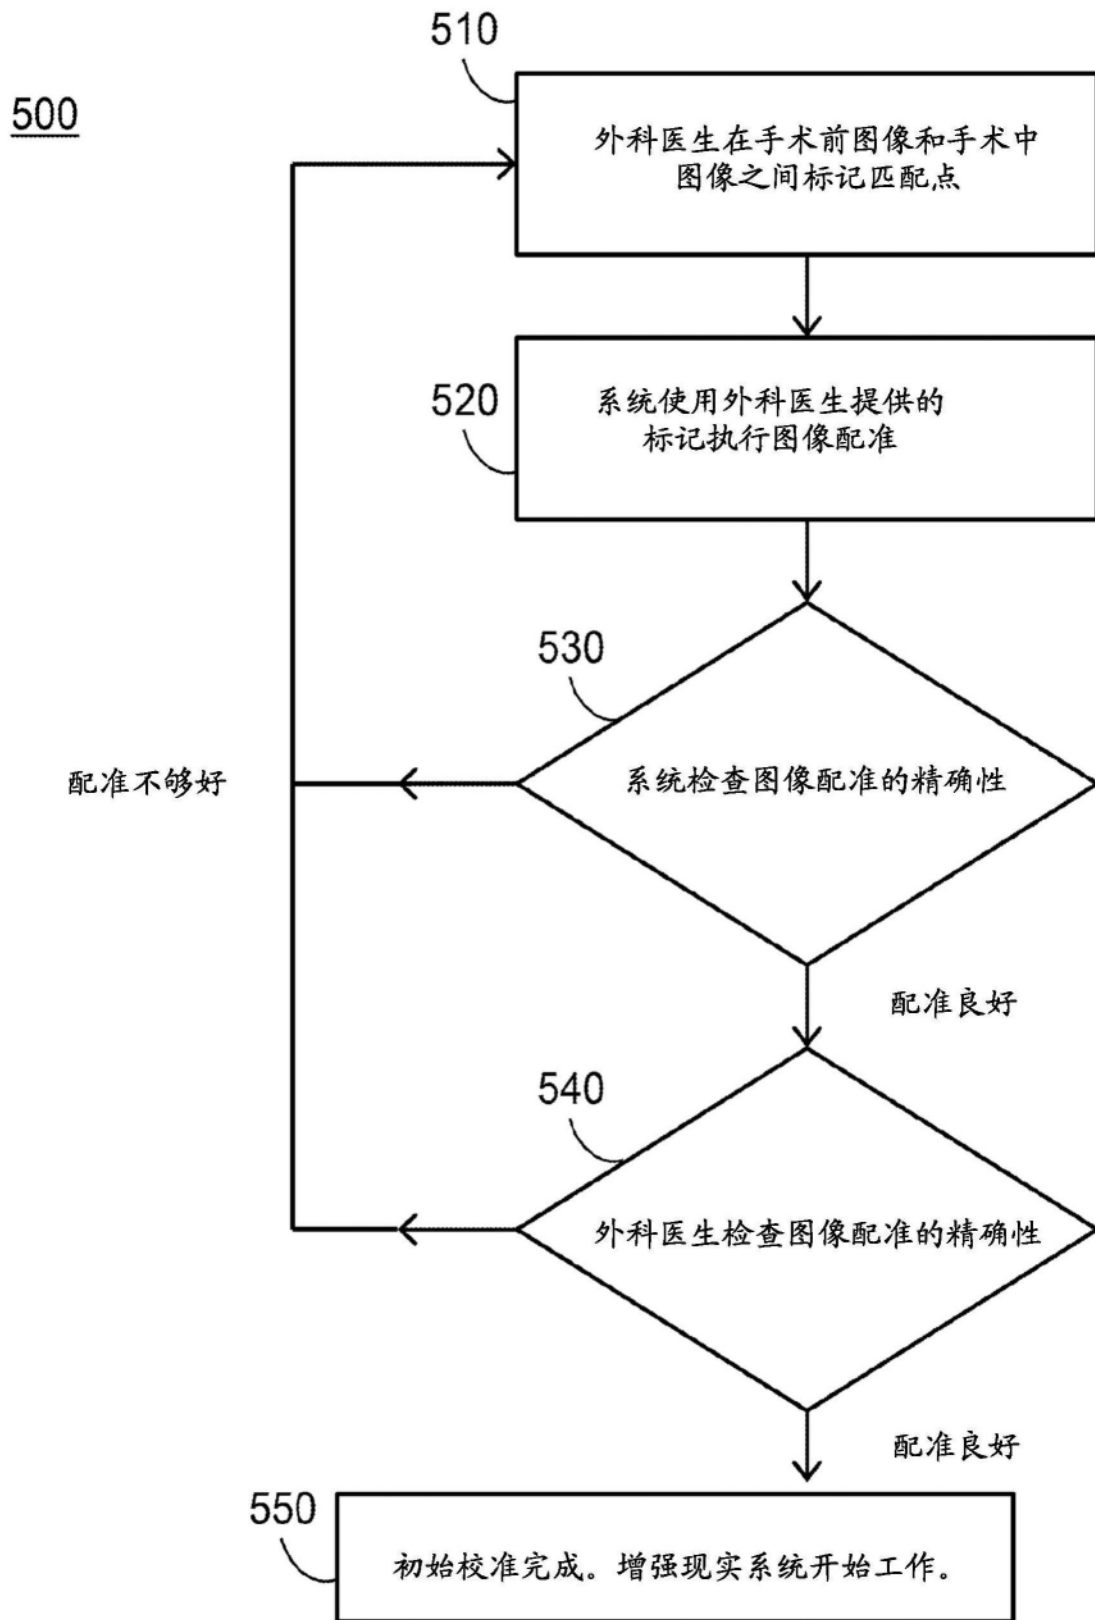 510
500
外科医生在手术前图像和手术中
图像之间标记匹配点
520
系统使用外科医生提供的
标记执行图像配准
530
系统检查图像配准的精确性
配准不够好
配准良好
540
外科医生检查图像配准的精确性
配准良好
550
初始校准完成。增强现实系统开始工作。